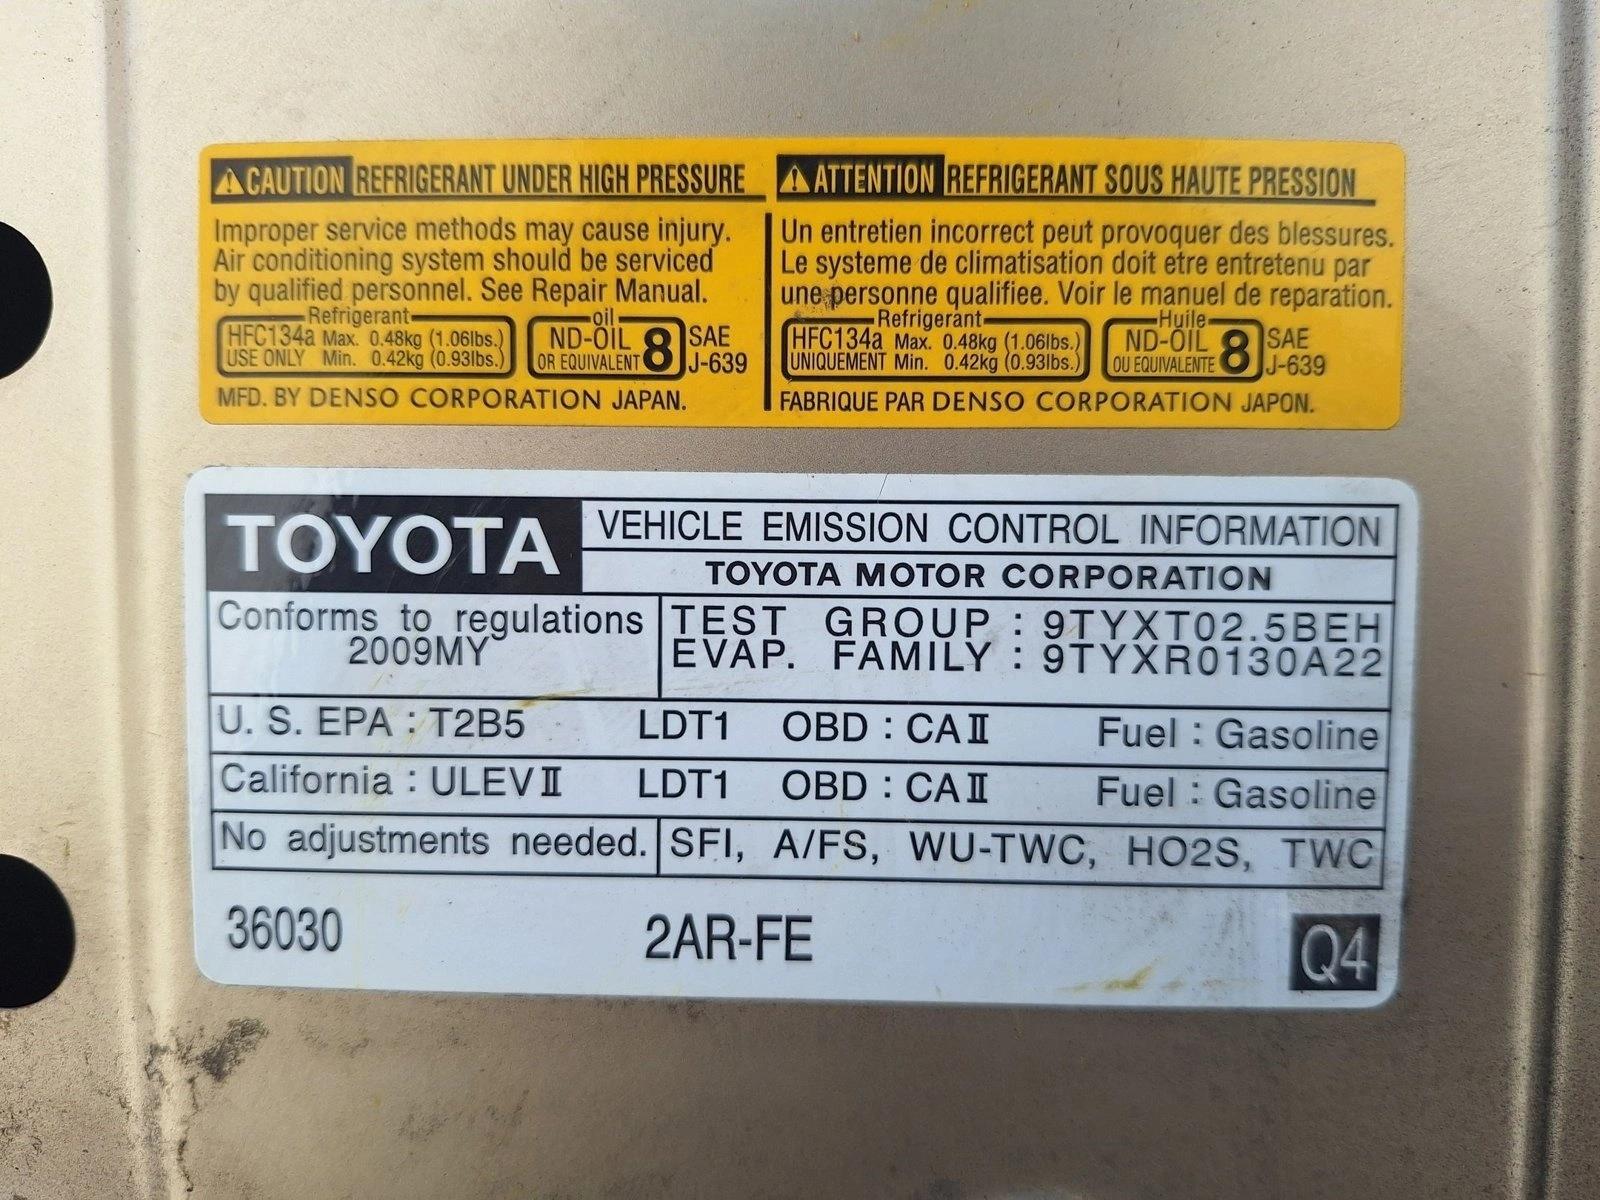 CAUTION REFRIGERANT UNDER HIGH PRESSURE
Improper service methods may cause injury.
Air conditioning system should be serviced
by qualified personnel. See Repair Manual.
Refrigerant
HFC134a Max. 0.48kg (1.06lbs.)
USE ONLY Min. 0.42kg (0.93lbs.)
oil
ND-OIL 8
OR EQUIVALENT
SAE
J-639
MFD. BY DENSO CORPORATION JAPAN.
ATTENTION REFRIGERANT SOUS HAUTE PRESSION
Un entretien incorrect peut provoquer des blessures.
Le systeme de climatisation doit etre entretenu par
une personne qualifiee. Voir le manuel de reparation.
Refrigerant
HFC134a Max. 0.48kg (1.06lbs.)
UNIQUEMENT Min. 0.42kg (0.93lbs.)
Huile
ND-OIL 8
OU EQUIVALENTE
SAE
J-639
FABRIQUE PAR DENSO CORPORATION JAPON.
TOYOTA
VEHICLE EMISSION CONTROL INFORMATION
TOYOTA MOTOR CORPORATION
Conforms to regulations
2009MY
TEST GROUP : 9TYXT02.5BEH
EVAP. FAMILY : 9TYXR0130A22
U. S. EPA : T2B5 LDT1 OBD : CAⅡ Fuel : Gasoline
California : ULEVⅡ LDT1 OBD : CAⅡ Fuel : Gasoline
No adjustments needed. SFI, A/FS, WU-TWC, HO2S, TWC
36030 2AR-FE Q4